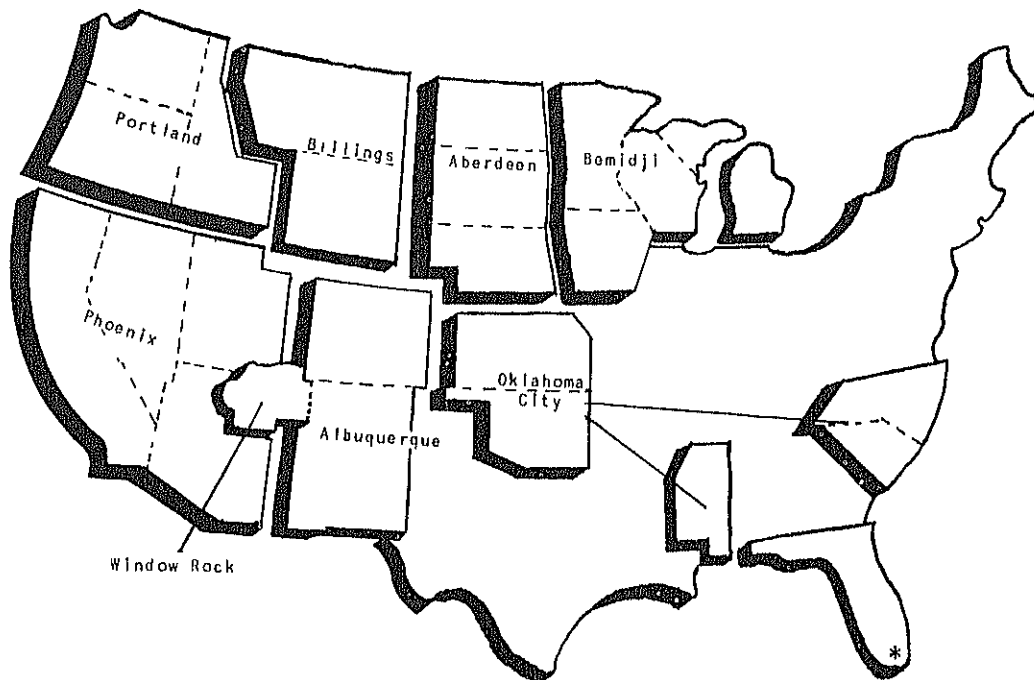 Portland
Billings
Aberdeen
Bemidji
Phoenix
Oklahoma
City
Albuquerque
Window Rock
*